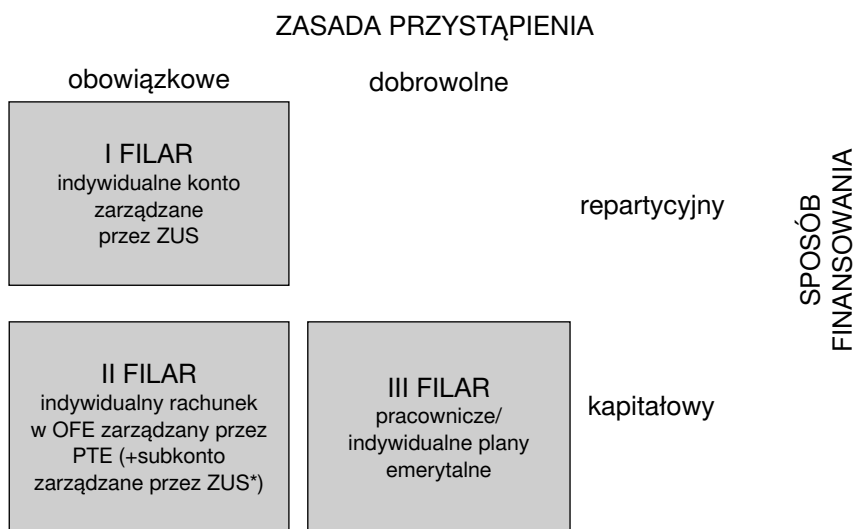 ZASADA PRZYSTĄPIENIA
obowiązkowe
dobrowolne
I FILAR
indywidualne konto
zarządzane
przez ZUS
repartycyjny
SPOSÓB
FINANSOWANIA
II FILAR
indywidualny rachunek
w OFE zarządzany przez
PTE (+subkonto
zarządzane przez ZUS*)
III FILAR
pracownicze/
indywidualne plany
emerytalne
kapitałowy